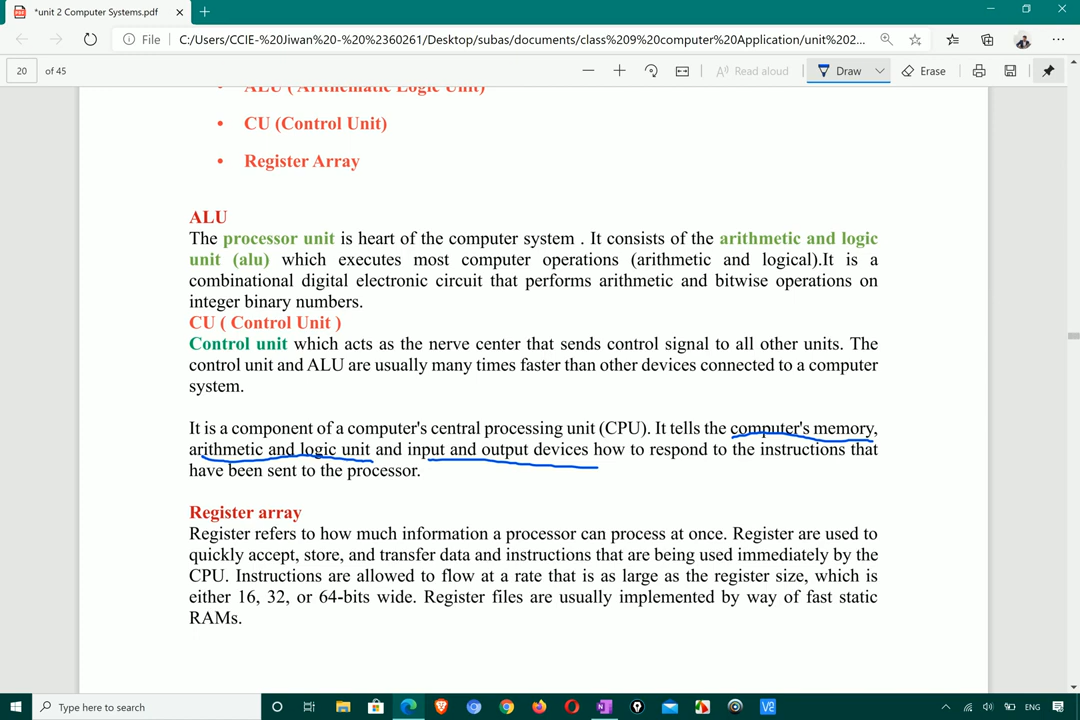 *unit 2 Computer Systems.pdf
File
C:/Users/CCIE-%20Jiwan%20-%20%2360261/Desktop/subas/documents/class%209%20computer%20Application/unit%202...
20 of 45
Read aloud
Draw
Erase
• ALU ( Arithematic Logic Unit)
• CU (Control Unit)
• Register Array
ALU
The processor unit is heart of the computer system . It consists of the arithmetic and logic
unit (alu) which executes most computer operations (arithmetic and logical).It is a
combinational digital electronic circuit that performs arithmetic and bitwise operations on
integer binary numbers.
CU ( Control Unit )
Control unit which acts as the nerve center that sends control signal to all other units. The
control unit and ALU are usually many times faster than other devices connected to a computer
system.
It is a component of a computer's central processing unit (CPU). It tells the computer's memory,
arithmetic and logic unit and input and output devices how to respond to the instructions that
have been sent to the processor.
Register array
Register refers to how much information a processor can process at once. Register are used to
quickly accept, store, and transfer data and instructions that are being used immediately by the
CPU. Instructions are allowed to flow at a rate that is as large as the register size, which is
either 16, 32, or 64-bits wide. Register files are usually implemented by way of fast static
RAMs.
Type here to search
ENG